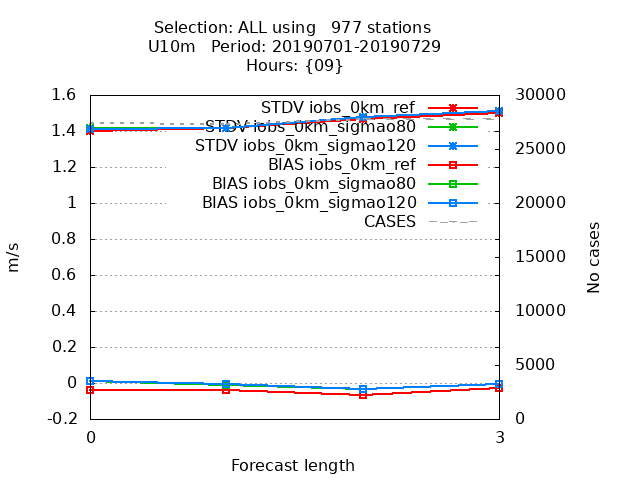 Selection: ALL using   977 stations
U10m   Period: 20190701-20190729
Hours: {09}
1.6
1.4
1.2
1
0.8
0.6
0.4
0.2
0
-0.2
m/s
STDV iobs_0km_ref
STDV iobs_0km_sigmao80
STDV iobs_0km_sigmao120
BIAS iobs_0km_ref
BIAS iobs_0km_sigmao80
BIAS iobs_0km_sigmao120
CASES
30000
25000
20000
15000
10000
5000
0
No cases
0 3
Forecast length